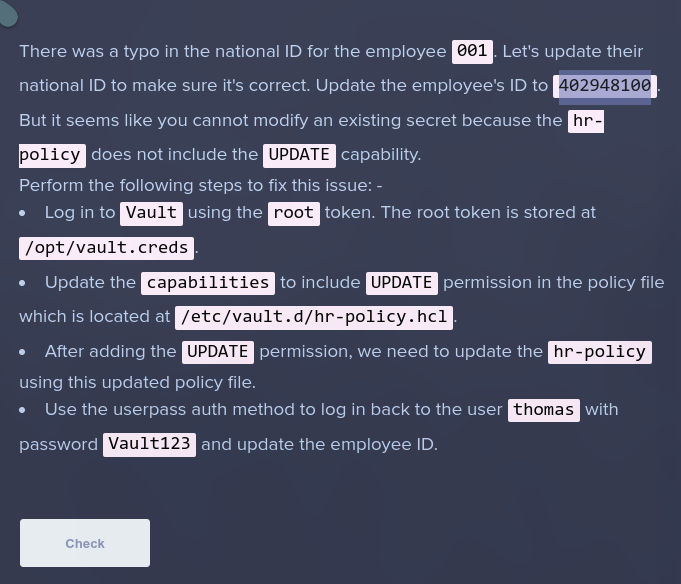 There was a typo in the national ID for the employee 001. Let's update their
national ID to make sure it's correct. Update the employee's ID to 402948100.
But it seems like you cannot modify an existing secret because the hr-
policy does not include the UPDATE capability.
Perform the following steps to fix this issue: -
• Log in to Vault using the root token. The root token is stored at
/opt/vault.creds.
• Update the capabilities to include UPDATE permission in the policy file
which is located at /etc/vault.d/hr-policy.hcl.
• After adding the UPDATE permission, we need to update the hr-policy
using this updated policy file.
• Use the userpass auth method to log in back to the user thomas with
password Vault123 and update the employee ID.
Check